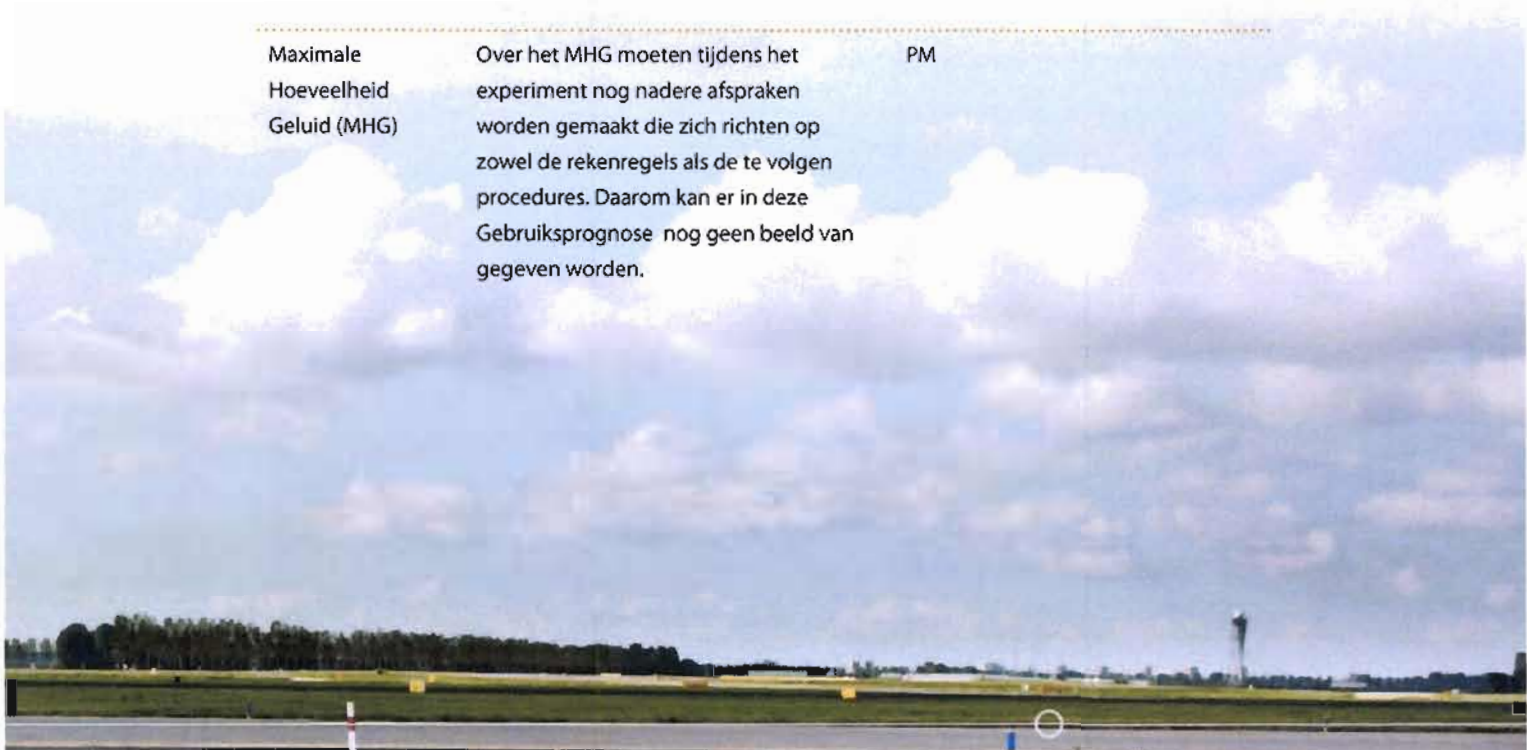 Maximale
Hoeveelheid
Geluid (MHG)
Over het MHG moeten tijdens het
experiment nog nadere afspraken
worden gemaakt die zich richten op
zowel de rekenregels als de te volgen
procedures. Daarom kan er in deze
Gebruiksprognose nog geen beeld van
gegeven worden.
PM